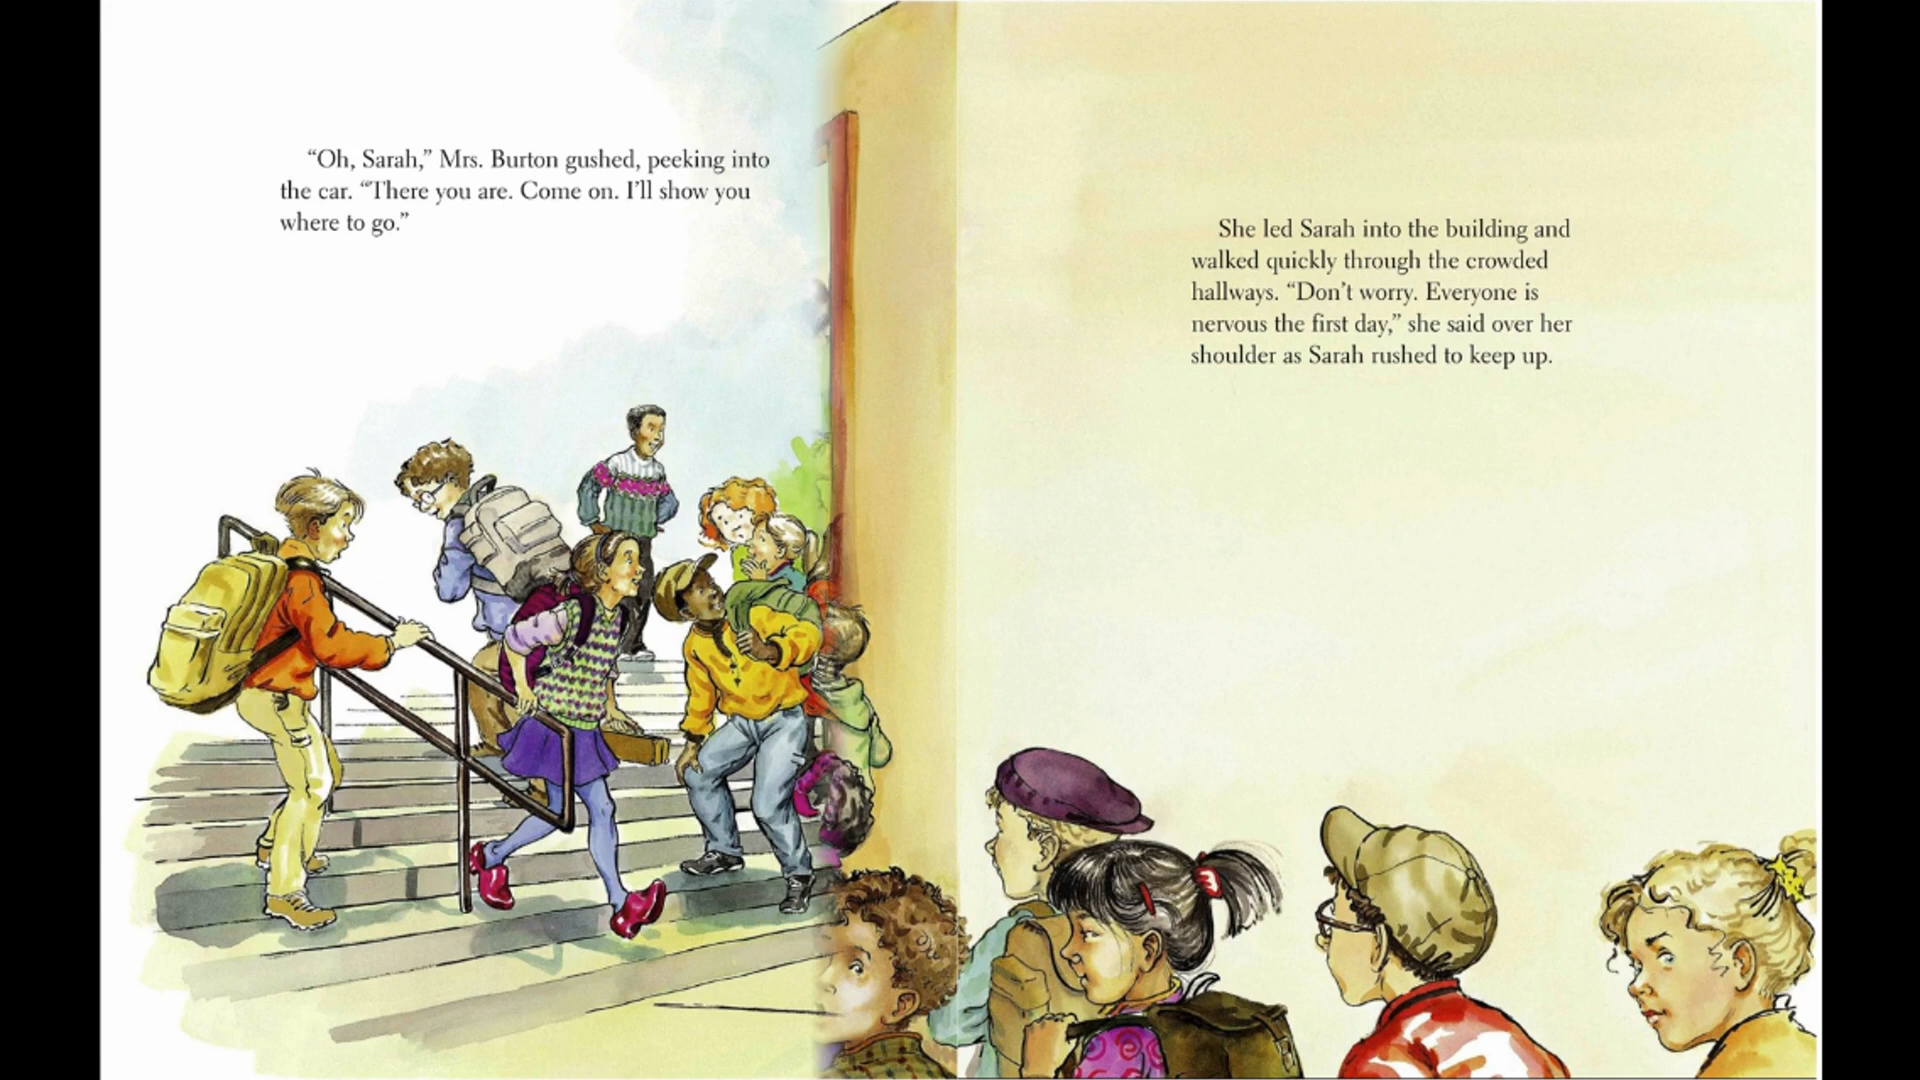 “Oh, Sarah,” Mrs. Burton gushed, peeking into
the car. “There you are. Come on. I’ll show you
where to go.”
She led Sarah into the building and
walked quickly through the crowded
hallways. “Don’t worry. Everyone is
nervous the first day,” she said over her
shoulder as Sarah rushed to keep up.